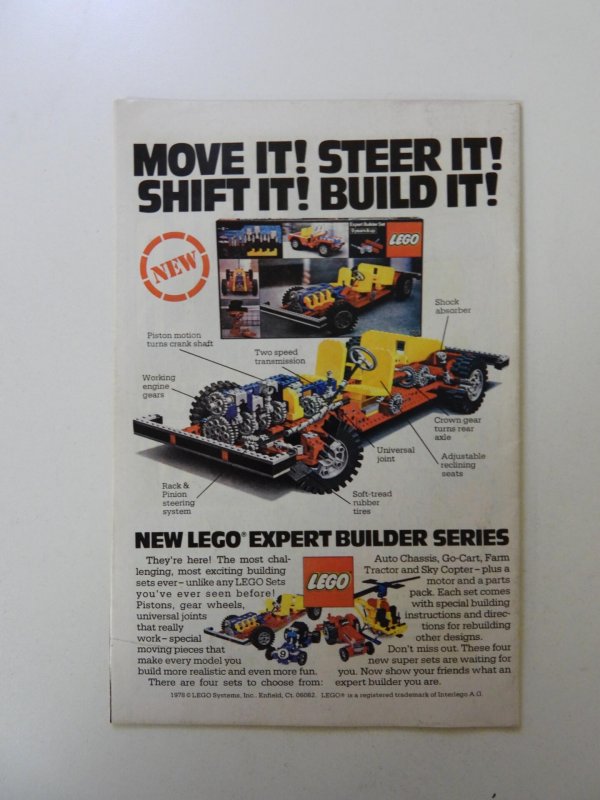 MOVE IT! STEER IT!
SHIFT IT! BUILD IT!
NEW
Expert Builder Set
9 years & up
LEGO
Shock
absorber
Piston motion
turns crank shaft
Two speed
transmission
Working
engine
gears
Crown gear
turns rear
axle
Universal
joint
Adjustable
reclining
seats
Rack &
Pinion
steering
system
Soft-tread
rubber
tires
NEW LEGO® EXPERT BUILDER SERIES
They're here! The most chal-
lenging, most exciting building
sets ever – unlike any LEGO Sets
you've ever seen before!
Pistons, gear wheels,
universal joints
that really
work – special
moving pieces that
make every model you
build more realistic and even more fun.
There are four sets to choose from:
LEGO
9
Auto Chassis, Go-Cart, Farm
Tractor and Sky Copter – plus a
motor and a parts
pack. Each set comes
with special building
instructions and direc-
tions for rebuilding
other designs.
Don't miss out. These four
new super sets are waiting for
you. Now show your friends what an
expert builder you are.
1978 © LEGO Systems, Inc., Enfield, Ct. 06082. LEGO® is a registered trademark of Interlego A.G.